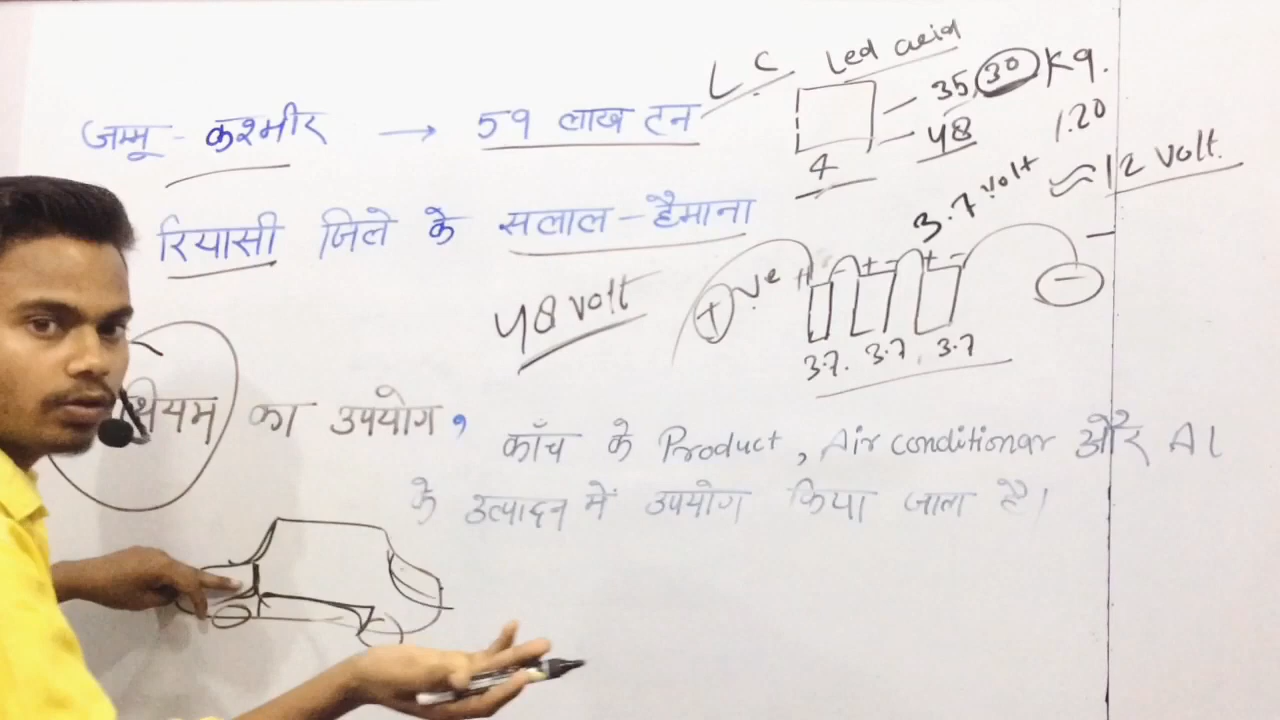 L.C Led acid
35, 30 Kg.
जम्मू - कश्मीर → 59 लाख टन
48
1.20
4
3.7 volt ≈ 12 volt
रियासी जिले के सलाल-हैमाना
48 volt
+ ve + + - + - -
3.7. 3.7 3.7
थियम का उपयोग, काँच के Product, Air conditionar और Al
के उत्पादन में उपयोग किया जाता है।